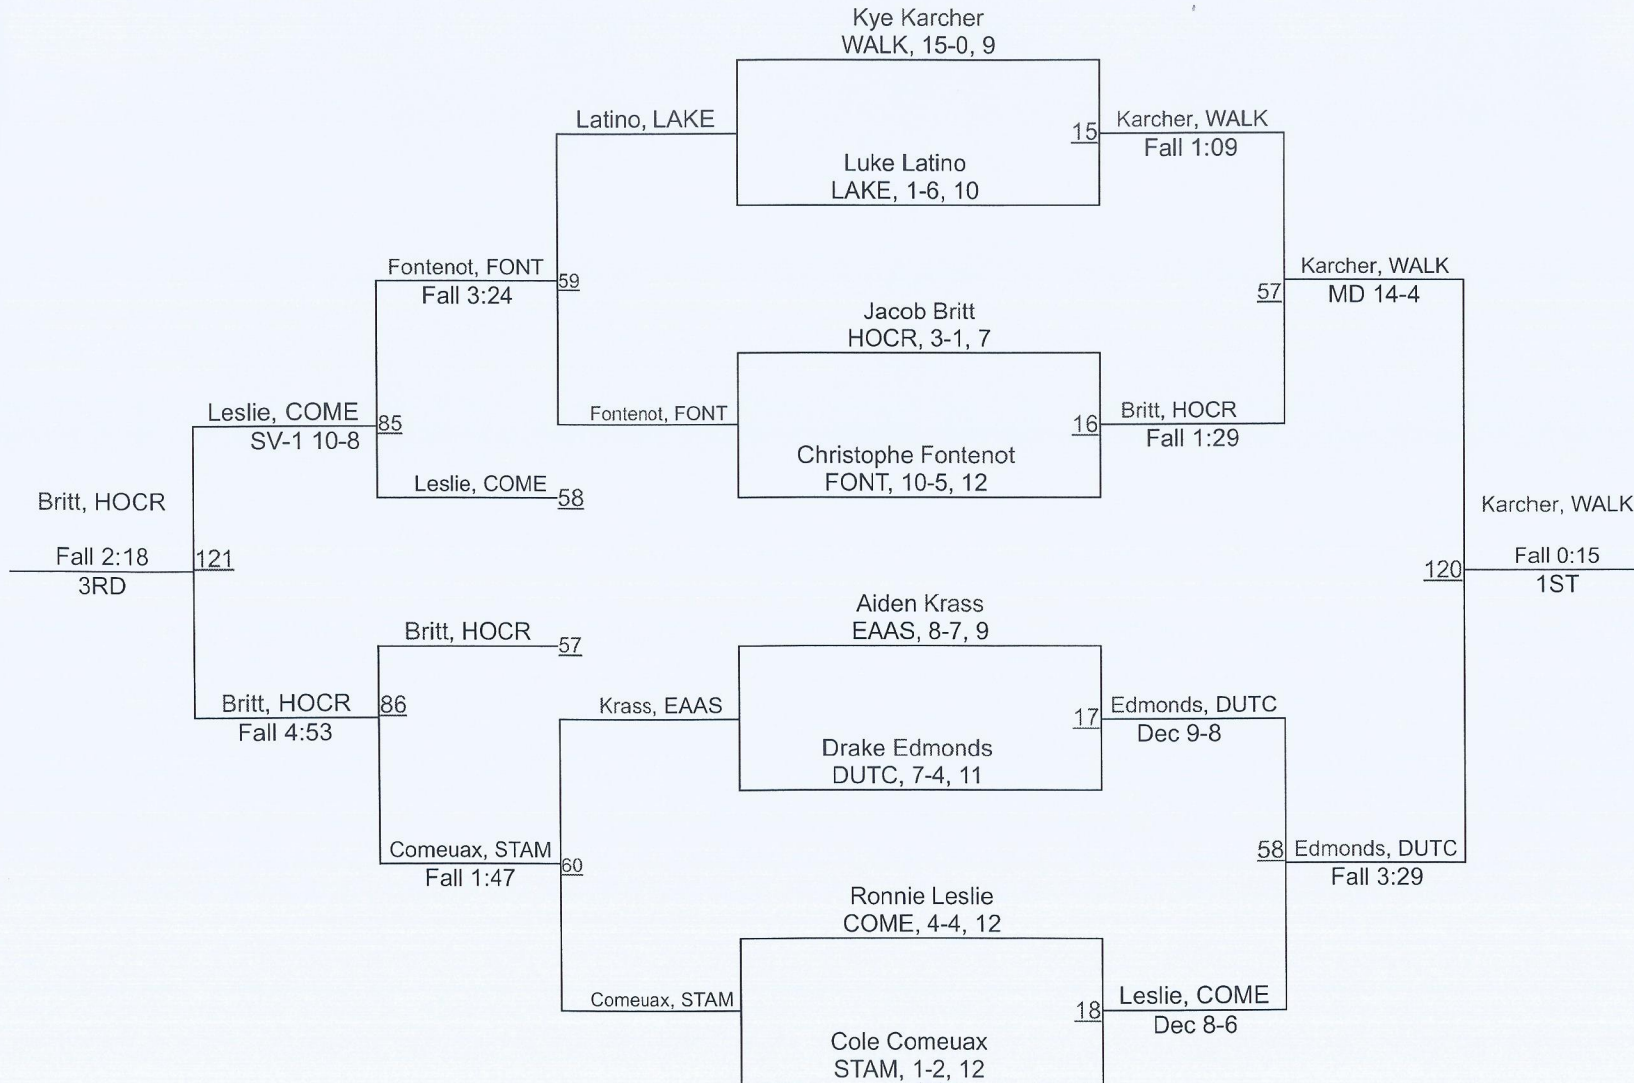 Kye Karcher
WALK, 15-0, 9
Latino, LAKE
15
Karcher, WALK
Fall 1:09
Luke Latino
LAKE, 1-6, 10
Fontenot, FONT
Fall 3:24
59
57
Karcher, WALK
MD 14-4
Jacob Britt
HOCR, 3-1, 7
Leslie, COME
SV-1 10-8
85
Fontenot, FONT
16
Britt, HOCR
Fall 1:29
Christophe Fontenot
FONT, 10-5, 12
Leslie, COME
58
Britt, HOCR
Fall 2:18
3RD
121
Karcher, WALK
Fall 0:15
1ST
120
Aiden Krass
EAAS, 8-7, 9
Britt, HOCR
57
Britt, HOCR
Fall 4:53
86
Krass, EAAS
17
Edmonds, DUTC
Dec 9-8
Drake Edmonds
DUTC, 7-4, 11
Comeuax, STAM
Fall 1:47
60
58
Edmonds, DUTC
Fall 3:29
Ronnie Leslie
COME, 4-4, 12
Comeuax, STAM
18
Leslie, COME
Dec 8-6
Cole Comeuax
STAM, 1-2, 12